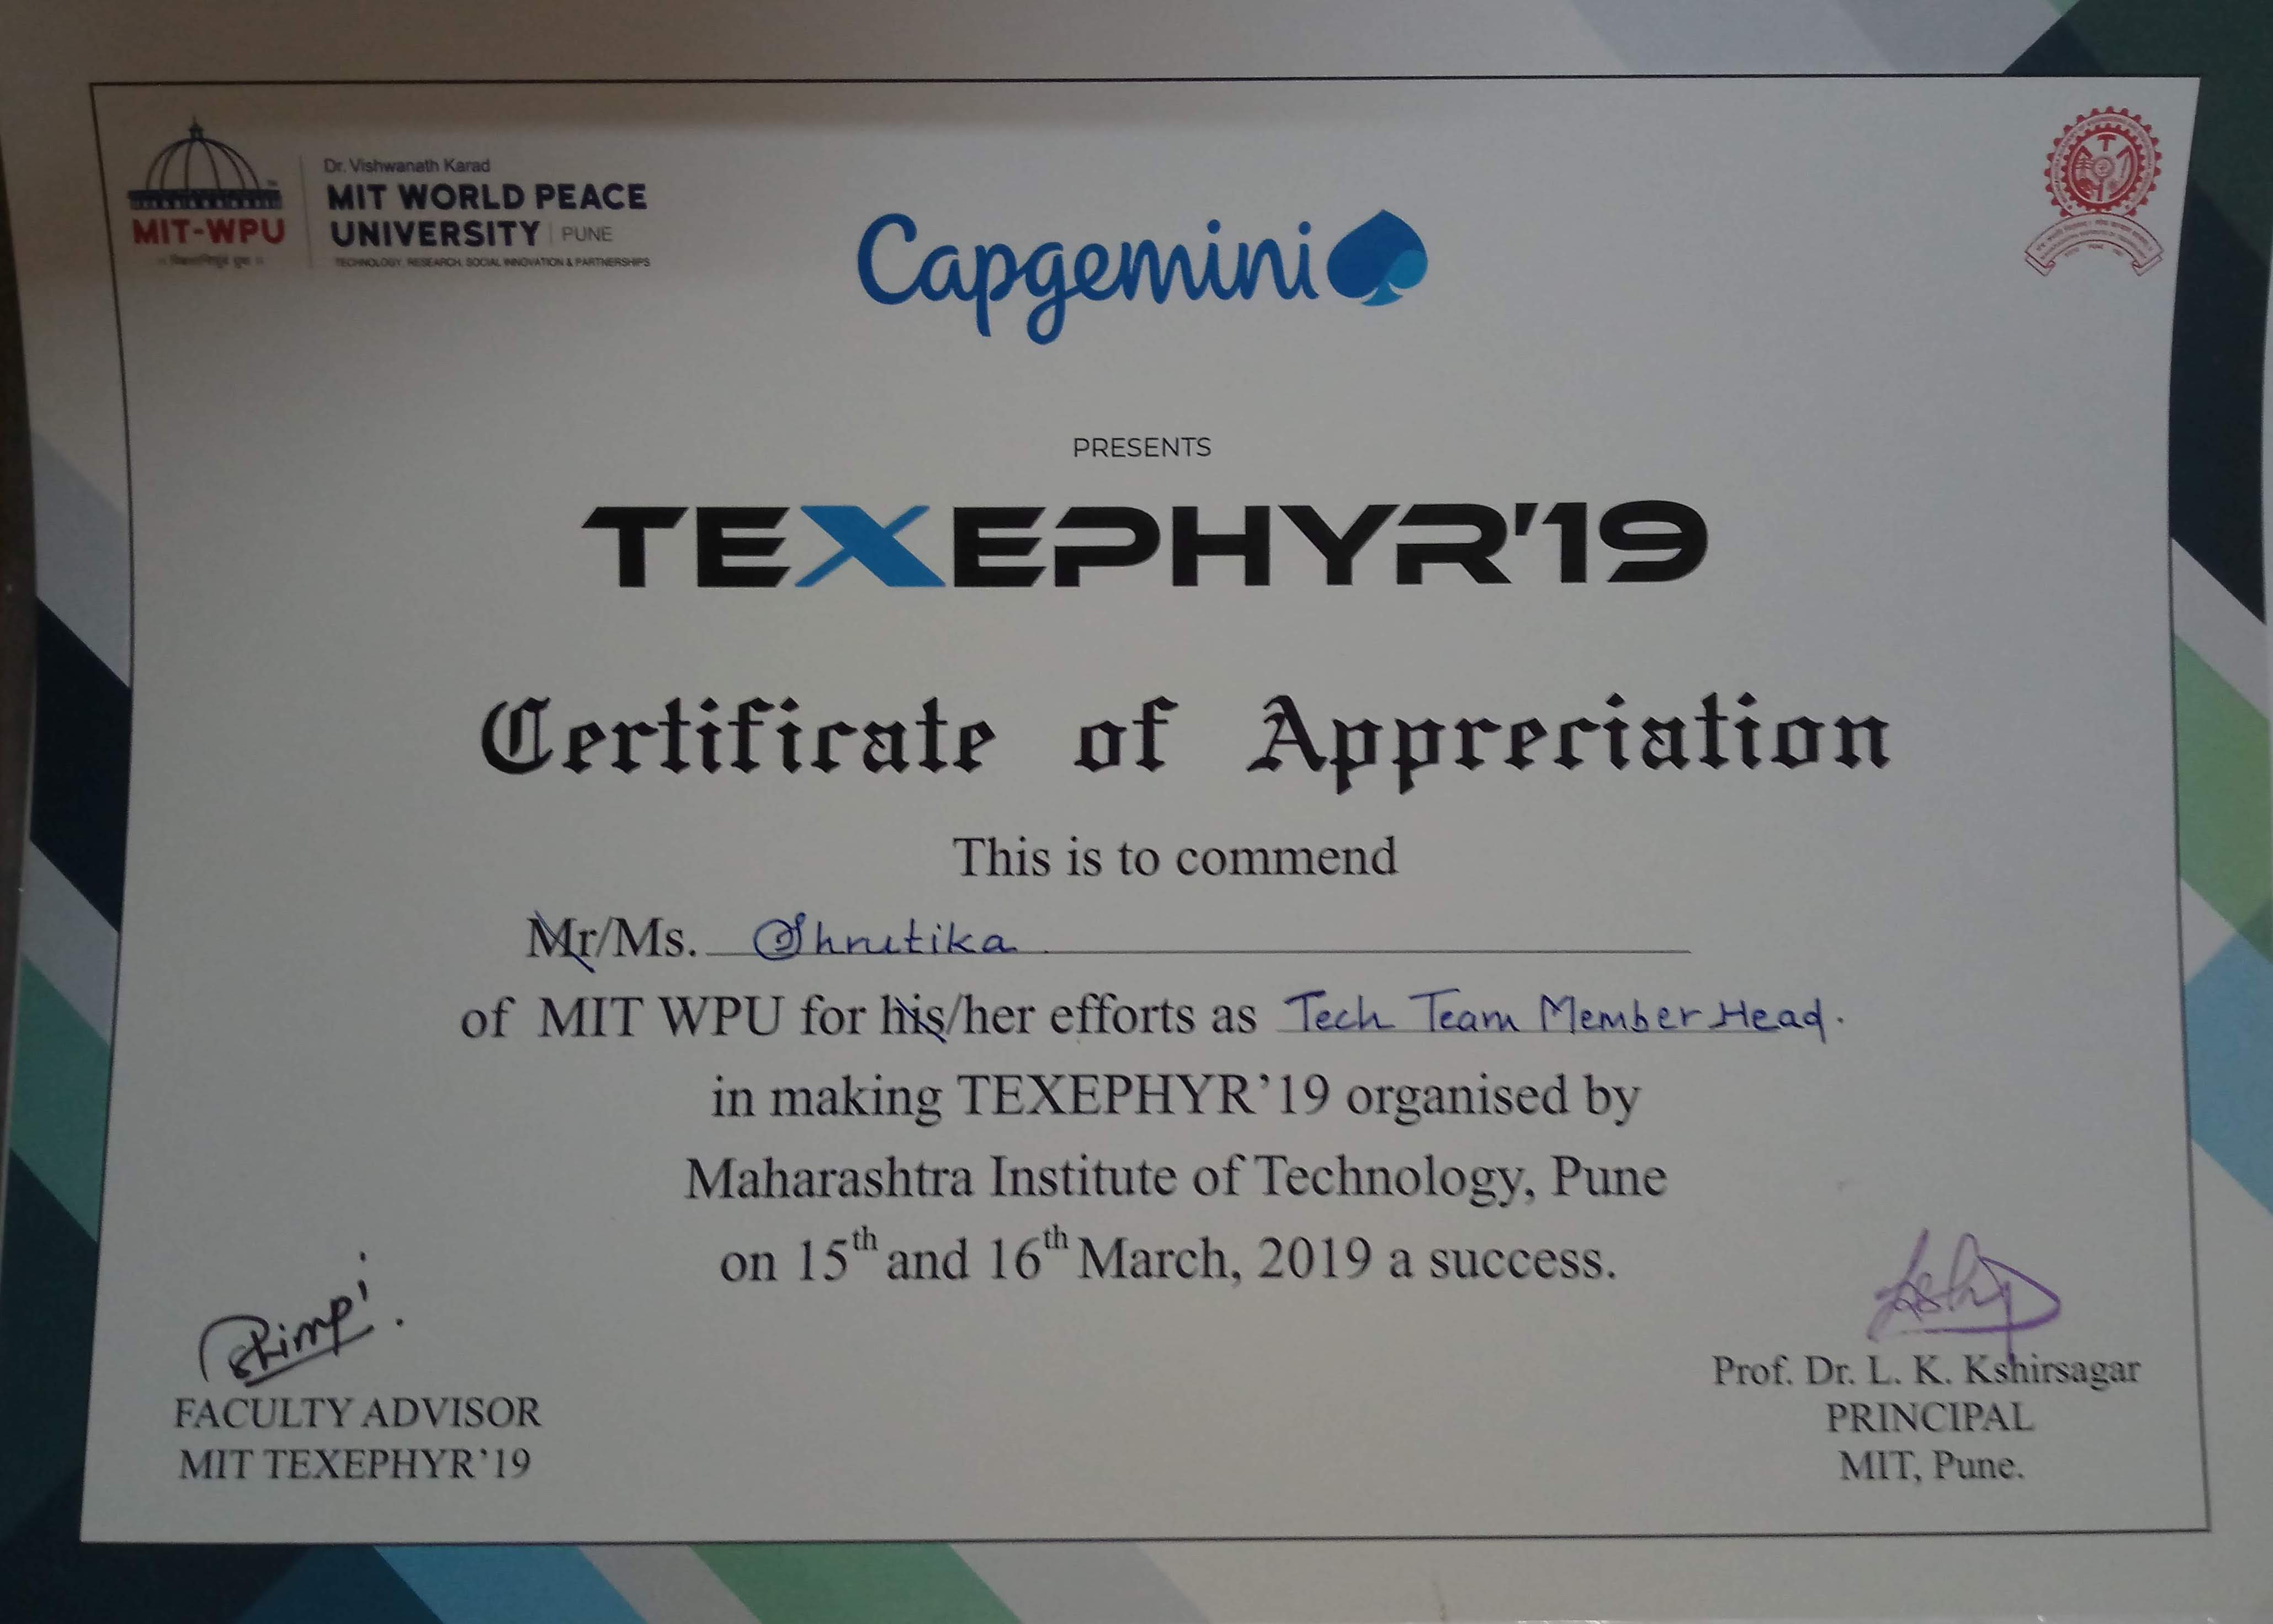 Dr. Vishwanath Karad
MIT WORLD PEACE
UNIVERSITY | PUNE
TECHNOLOGY, RESEARCH, SOCIAL INNOVATION & PARTNERSHIPS
MIT-WPU
Capgemini
PRESENTS
TEXEPHYR'19
Certificate of Appreciation
This is to commend
Mr/Ms. Shrutika
of MIT WPU for his/her efforts as Tech Team Member Head.
in making TEXEPHYR’19 organised by
Maharashtra Institute of Technology, Pune
on 15th and 16th March, 2019 a success.
FACULTY ADVISOR
MIT TEXEPHYR’19
Prof. Dr. L. K. Kshirsagar
PRINCIPAL
MIT, Pune.